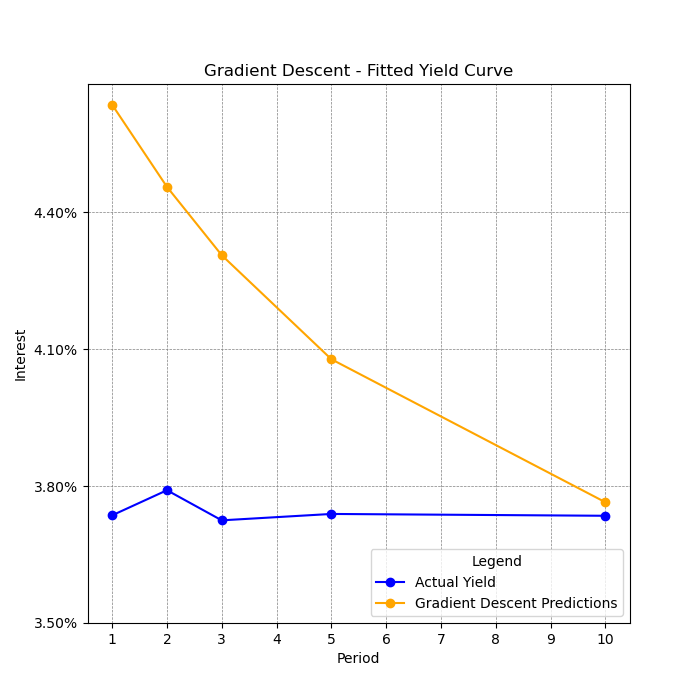 Gradient Descent - Fitted Yield Curve
Interest
4.40%
4.10%
3.80%
3.50%
Legend
Actual Yield
Gradient Descent Predictions
1 2 3 4 5 6 7 8 9 10
Period